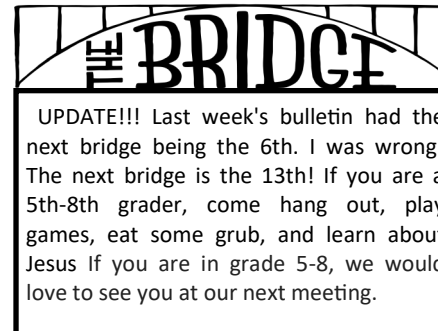 THE BRIDGE
UPDATE!!! Last week's bulletin had the
next bridge being the 6th. I was wrong
The next bridge is the 13th! If you are a
5th-8th grader, come hang out, play
games, eat some grub, and learn about
Jesus If you are in grade 5-8, we would
love to see you at our next meeting.